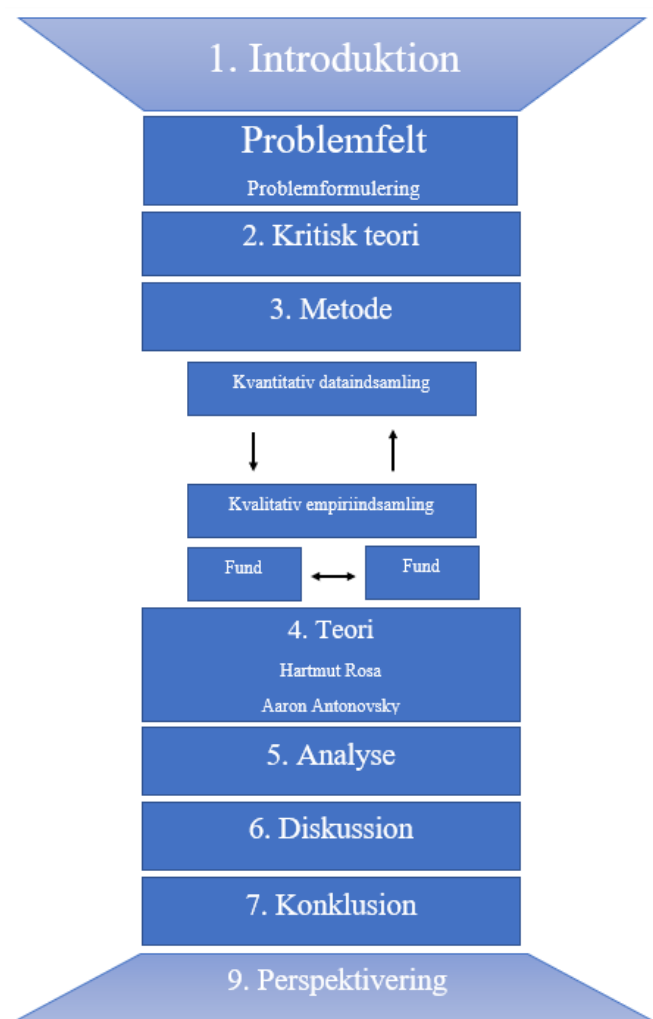 1. Introduktion
Problemfelt
Problemformulering
2. Kritisk teori
3. Metode
Kvantitativ dataindsamling
Kvalitativ empiriindsamling
Fund
Fund
4. Teori
Hartmut Rosa
Aaron Antonovsky
5. Analyse
6. Diskussion
7. Konklusion
9. Perspektivering